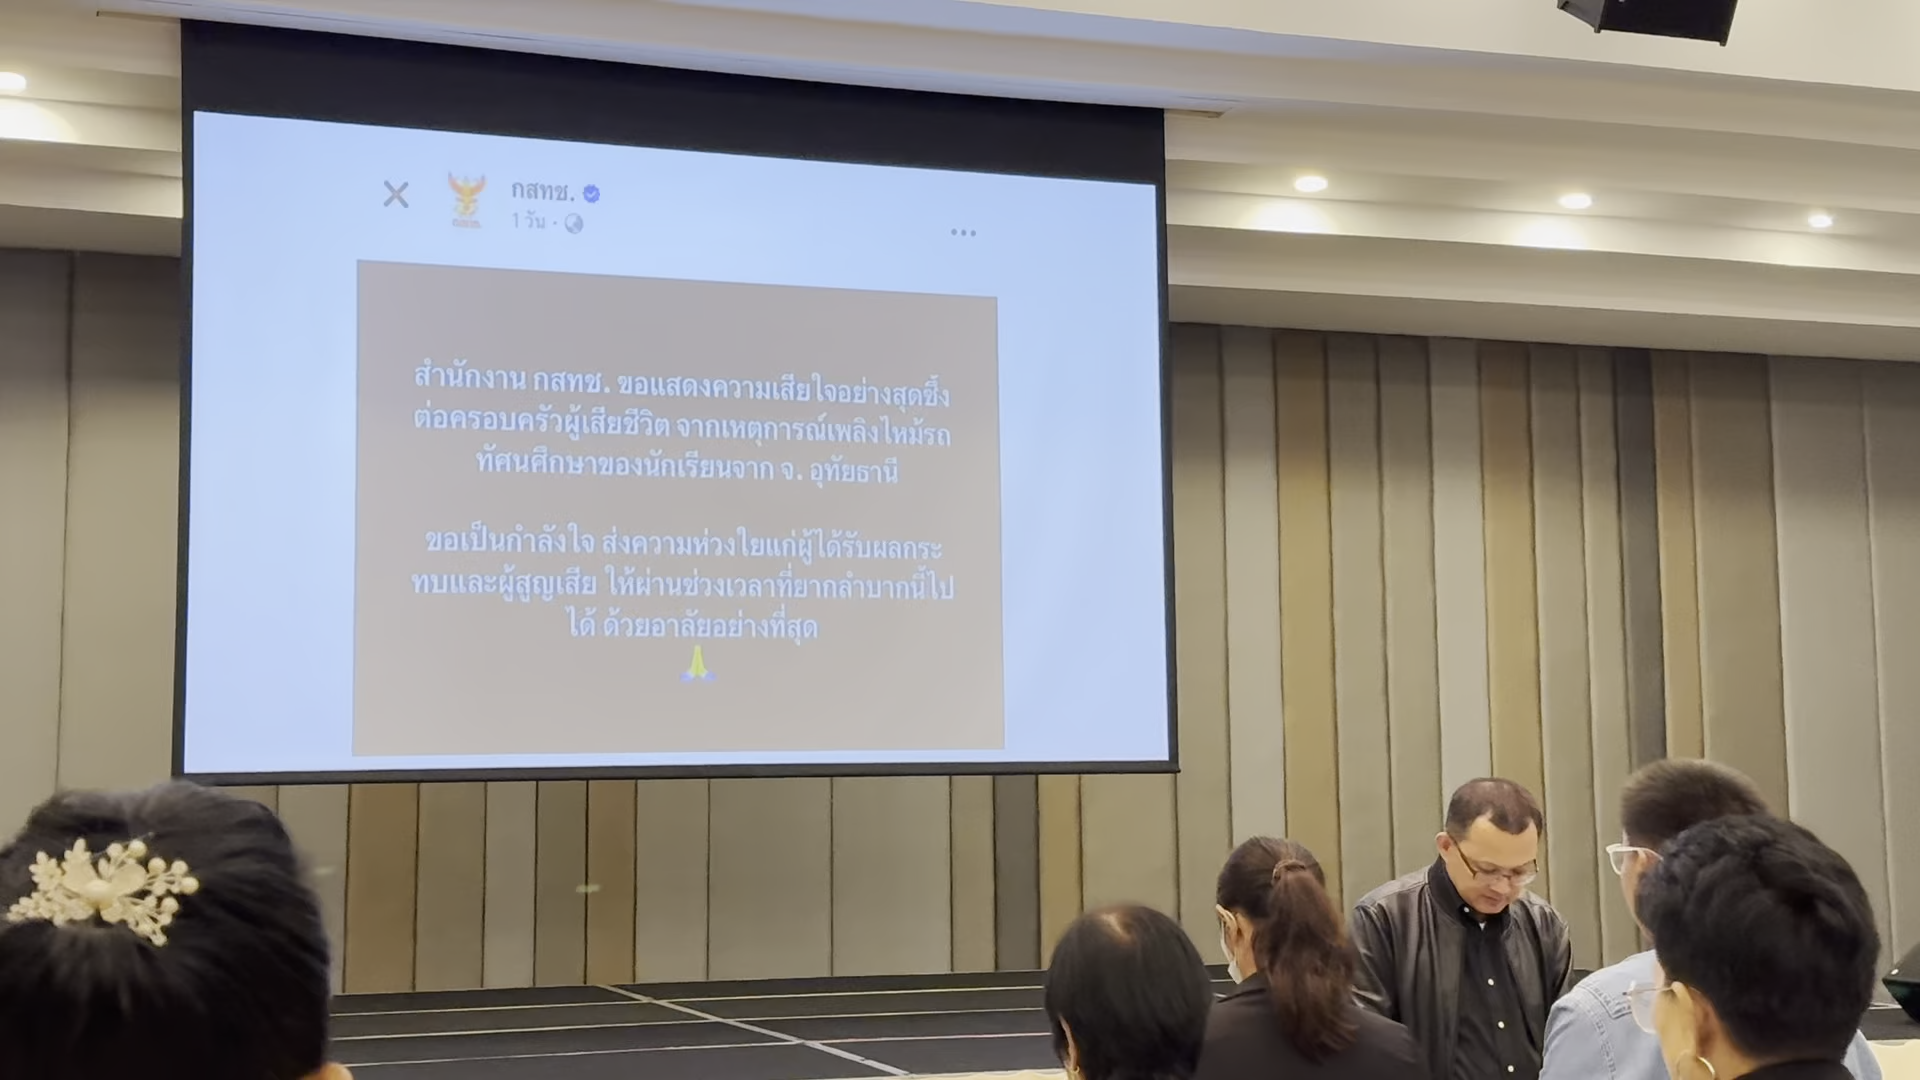 กสทช.
1 วัน ·
สำนักงาน กสทช. ขอแสดงความเสียใจอย่างสุดซึ้ง
ต่อครอบครัวผู้เสียชีวิต จากเหตุการณ์เพลิงไหม้รถ
ทัศนศึกษาของนักเรียนจาก จ. อุทัยธานี
ขอเป็นกำลังใจ ส่งความห่วงใยแก่ผู้ได้รับผลกระ
ทบและผู้สูญเสีย ให้ผ่านช่วงเวลาที่ยากลำบากนี้ไป
ได้ ด้วยอาลัยอย่างที่สุด